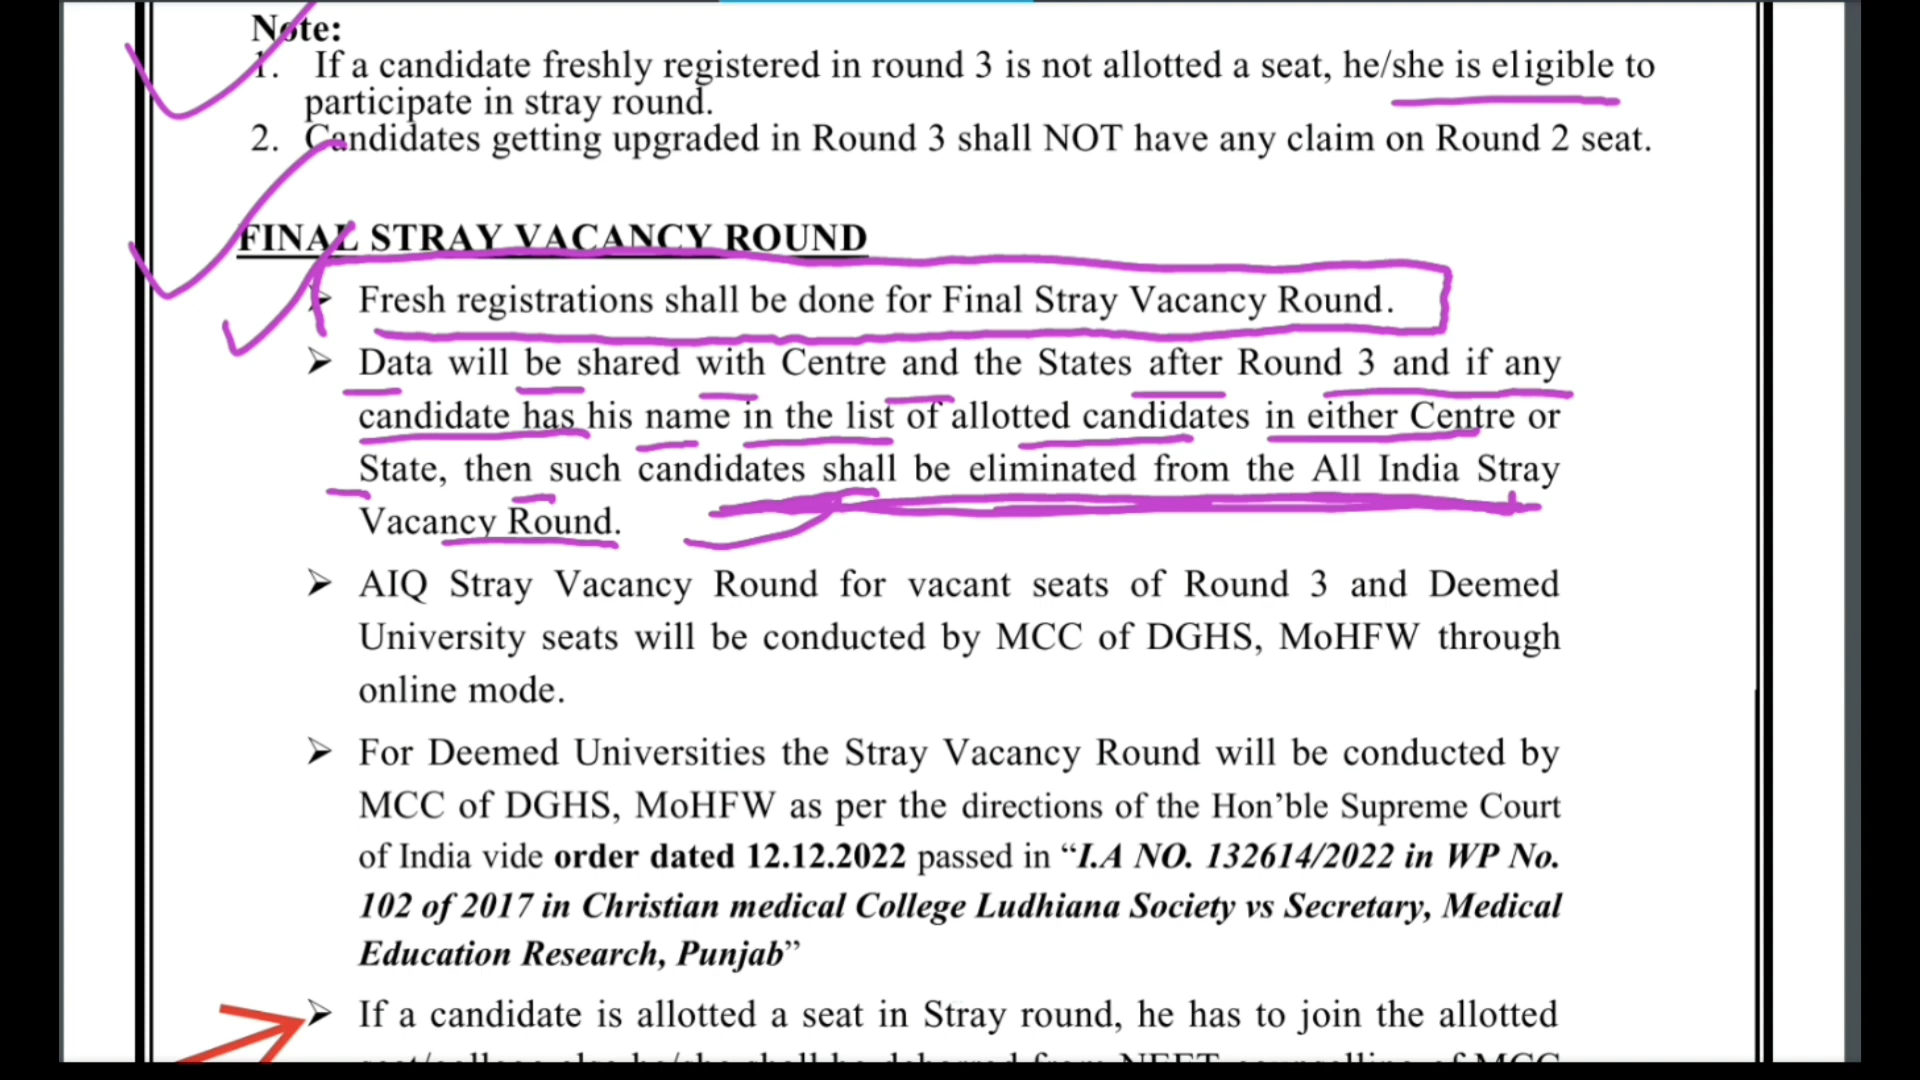 Note:
1. If a candidate freshly registered in round 3 is not allotted a seat, he/she is eligible to
participate in stray round.
2. Candidates getting upgraded in Round 3 shall NOT have any claim on Round 2 seat.
FINAL STRAY VACANCY ROUND
➢ Fresh registrations shall be done for Final Stray Vacancy Round.
➢ Data will be shared with Centre and the States after Round 3 and if any
candidate has his name in the list of allotted candidates in either Centre or
State, then such candidates shall be eliminated from the All India Stray
Vacancy Round.
➢ AIQ Stray Vacancy Round for vacant seats of Round 3 and Deemed
University seats will be conducted by MCC of DGHS, MoHFW through
online mode.
➢ For Deemed Universities the Stray Vacancy Round will be conducted by
MCC of DGHS, MoHFW as per the directions of the Hon’ble Supreme Court
of India vide order dated 12.12.2022 passed in “I.A NO. 132614/2022 in WP No.
102 of 2017 in Christian medical College Ludhiana Society vs Secretary, Medical
Education Research, Punjab”
➢ If a candidate is allotted a seat in Stray round, he has to join the allotted